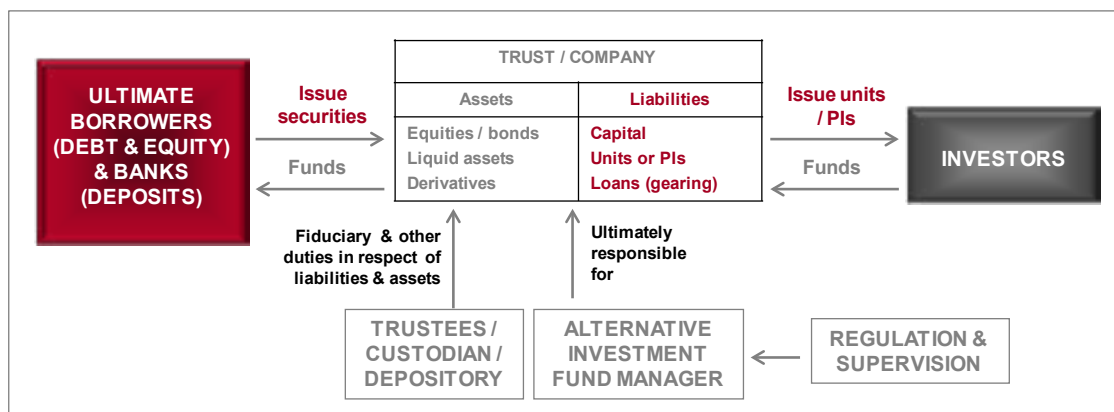 TRUST / COMPANY
Assets
Liabilities
Equities / bonds
Liquid assets
Derivatives
Capital
Units or PIs
Loans (gearing)
ULTIMATE
BORROWERS
(DEBT & EQUITY)
& BANKS
(DEPOSITS)
Issue
securities
Funds
Issue units
/ PIs
Funds
INVESTORS
Fiduciary & other
duties in respect of
liabilities & assets
Ultimately
responsible
for
TRUSTEES /
CUSTODIAN /
DEPOSITORY
ALTERNATIVE
INVESTMENT
FUND MANAGER
REGULATION &
SUPERVISION